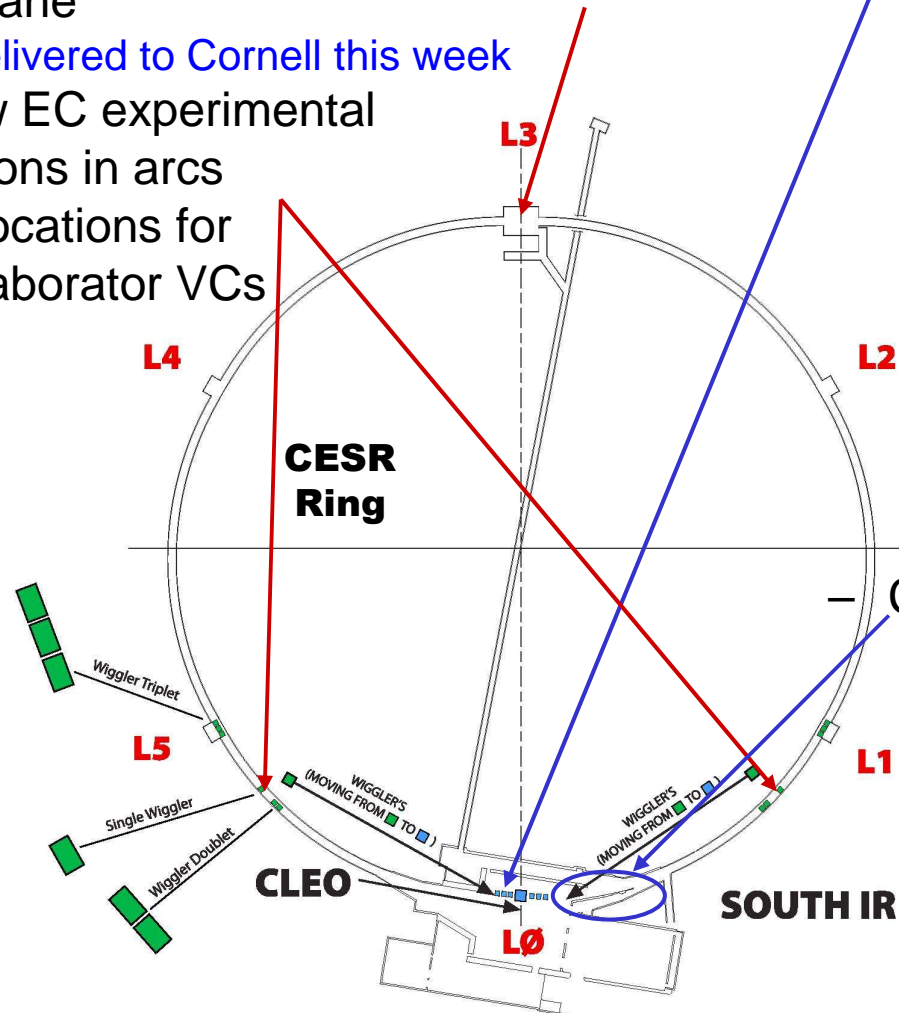 elivered to Cornell this week
EC experimental
ons in arcs
ocations for
aborator VCs
L3
L4
L2
CESR
Ring
–
Wiggler Triplet
L5
L1
WIGGLER'S
(MOVING FROM TO )
WIGGLER'S
(MOVING FROM TO )
Single Wiggler
Wiggler Doublet
CLEO
SOUTH IR
LØ